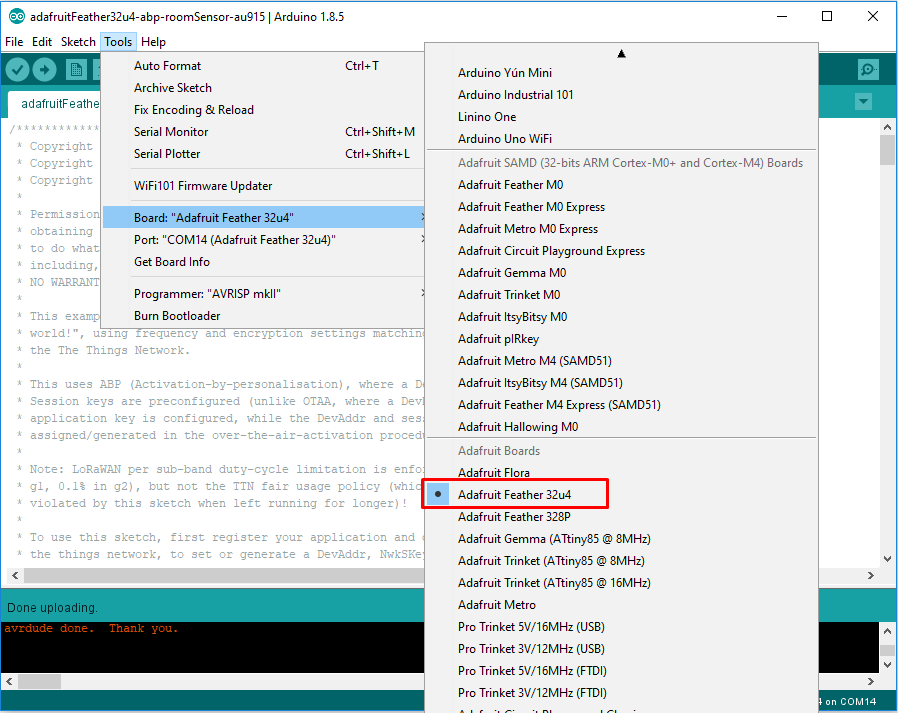 adafruitFeather32u4-abp-roomSensor-au915 | Arduino 1.8.5
File Edit Sketch Tools Help
adafruitFeathe
/*************
* Copyright
* Copyright
* Copyright
*
* Permission
* obtaining
* to do what
* including,
* NO WARRANT
*
* This examp
* world!", using frequency and encryption settings matching
* the The Things Network.
*
* This uses ABP (Activation-by-personalisation), where a De
* Session keys are preconfigured (unlike OTAA, where a Dev
* application key is configured, while the DevAddr and sess
* assigned/generated in the over-the-air-activation procedu
*
* Note: LoRaWAN per sub-band duty-cycle limitation is enfo
* g1, 0.1% in g2), but not the TTN fair usage policy (whic
* violated by this sketch when left running for longer)!
*
* To use this sketch, first register your application and
* the things network, to set or generate a DevAddr, NwkSKey
Auto Format Ctrl+T
Archive Sketch
Fix Encoding & Reload
Serial Monitor Ctrl+Shift+M
Serial Plotter Ctrl+Shift+L
WiFi101 Firmware Updater
Board: "Adafruit Feather 32u4"
Port: "COM14 (Adafruit Feather 32u4)"
Get Board Info
Programmer: "AVRISP mkII"
Burn Bootloader
Arduino Yún Mini
Arduino Industrial 101
Linino One
Arduino Uno WiFi
Adafruit SAMD (32-bits ARM Cortex-M0+ and Cortex-M4) Boards
Adafruit Feather M0
Adafruit Feather M0 Express
Adafruit Metro M0 Express
Adafruit Circuit Playground Express
Adafruit Gemma M0
Adafruit Trinket M0
Adafruit ItsyBitsy M0
Adafruit pIRkey
Adafruit Metro M4 (SAMD51)
Adafruit ItsyBitsy M4 (SAMD51)
Adafruit Feather M4 Express (SAMD51)
Adafruit Hallowing M0
Adafruit Boards
Adafruit Flora
Adafruit Feather 32u4
Adafruit Feather 328P
Adafruit Gemma (ATtiny85 @ 8MHz)
Adafruit Trinket (ATtiny85 @ 8MHz)
Adafruit Trinket (ATtiny85 @ 16MHz)
Adafruit Metro
Pro Trinket 5V/16MHz (USB)
Pro Trinket 3V/12MHz (USB)
Pro Trinket 5V/16MHz (FTDI)
Pro Trinket 3V/12MHz (FTDI)
Done uploading.
avrdude done. Thank you.
4 on COM14